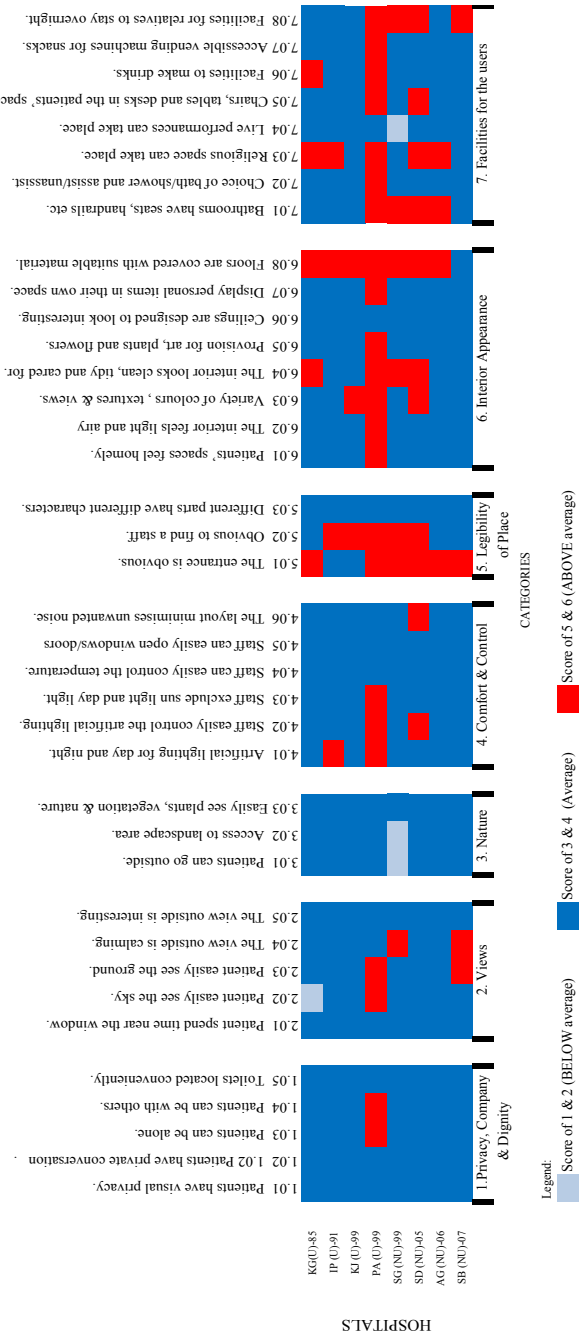 7.08 Facilities for relatives to stay overnight.
7.07 Accessible vending machines for snacks.
7.06 Facilities to make drinks.
7.05 Chairs, tables and desks in the patients’ spac
7.04 Live performances can take place.
7.03 Religious space can take place.
7.02 Choice of bath/shower and assist/unassist.
7.01 Bathrooms have seats, handrails etc.
7. Facilities for the users
6.08 Floors are covered with suitable material.
6.07 Display personal items in their own space.
6.06 Ceilings are designed to look interesting.
6.05 Provision for art, plants and flowers.
6.04 The interior looks clean, tidy and cared for.
6.03 Variety of colours , textures & views.
6.02 The interior feels light and airy
6.01 Patients’ spaces feel homely.
6. Interior Appearance
5.03 Different parts have different characters.
5.02 Obvious to find a staff.
5.01 The entrance is obvious.
5. Legibility
of Place
4.06 The layout minimises unwanted noise.
4.05 Staff can easily open windows/doors
4.04 Staff can easily control the temperature.
4.03 Staff exclude sun light and day light.
4.02 Staff easily control the artificial lighting.
4.01 Artificial lighting for day and night.
4. Comfort & Control
3.03 Easily see plants, vegetation & nature.
3.02 Access to landscape area.
3.01 Patients can go outside.
3. Nature
2.05 The view outside is interesting.
2.04 The view outside is calming.
2.03 Patient easily see the ground.
2.02 Patient easily see the sky.
2.01 Patient spend time near the window.
2. Views
1.05 Toilets located conveniently.
1.04 Patients can be with others.
1.03 Patients can be alone.
1.02 1.02 Patients have private conversation .
1.01 Patients have visual privacy.
1.Privacy, Company
& Dignity
KG(U)-85
IP (U)-91
KJ (U)-99
PA (U)-99
SG (NU)-99
SD (NU)-05
AG (NU)-06
SB (NU)-07
HOSPITALS
CATEGORIES
Legend:
Score of 1 & 2 (BELOW average)
Score of 3 & 4 (Average)
Score of 5 & 6 (ABOVE average)